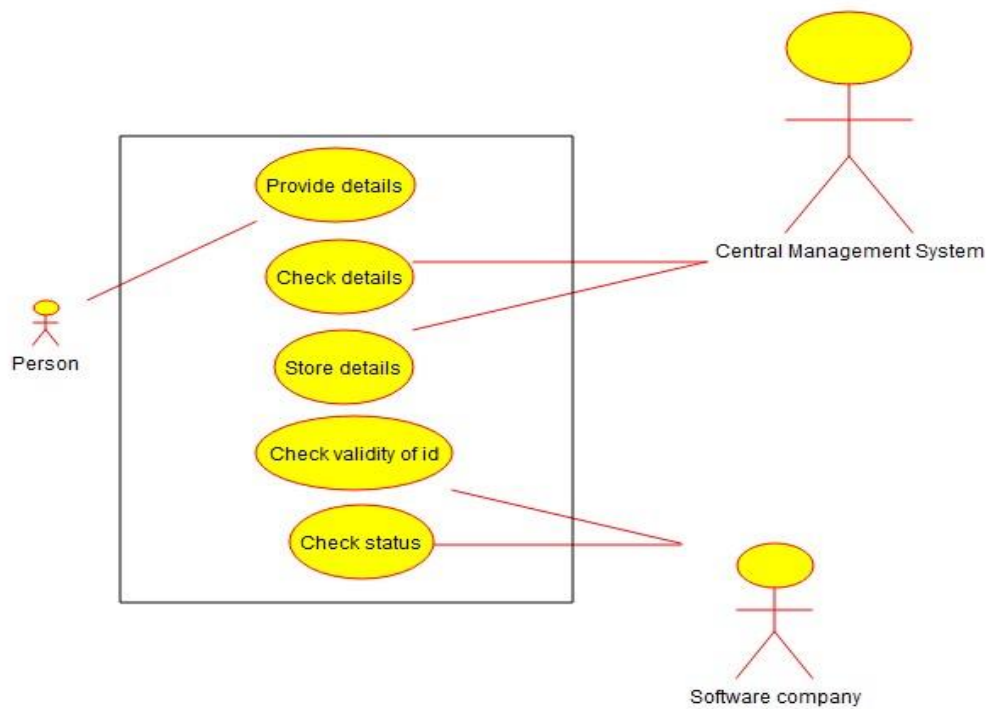 Provide details
Central Management System
Check details
Person
Store details
Check validity of id
Check status
Software company